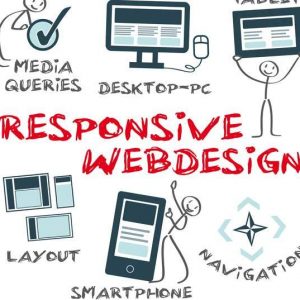 MEDIA
QUERIES
DESKTOP-PC
RESPONSIVE
WEBDESIGN
LAYOUT
SMARTPHONE
NAVIGATION